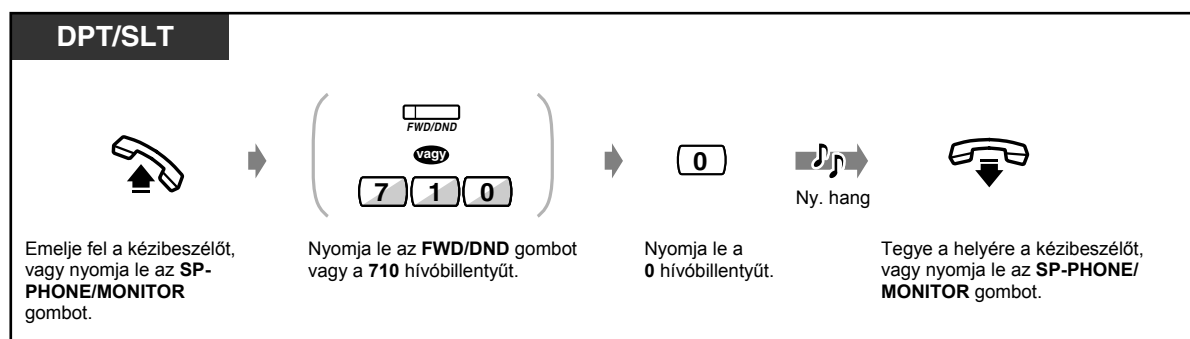 DPT/SLT
FWD/DND
vagy
7 1 0
0
Ny. hang
Emelje fel a kézibeszélőt,
vagy nyomja le az SP-
PHONE/MONITOR
gombot.
Nyomja le az FWD/DND gombot
vagy a 710 hívóbillentyűt.
Nyomja le a
0 hívóbillentyűt.
Tegye a helyére a kézibeszélőt,
vagy nyomja le az SP-PHONE/
MONITOR gombot.